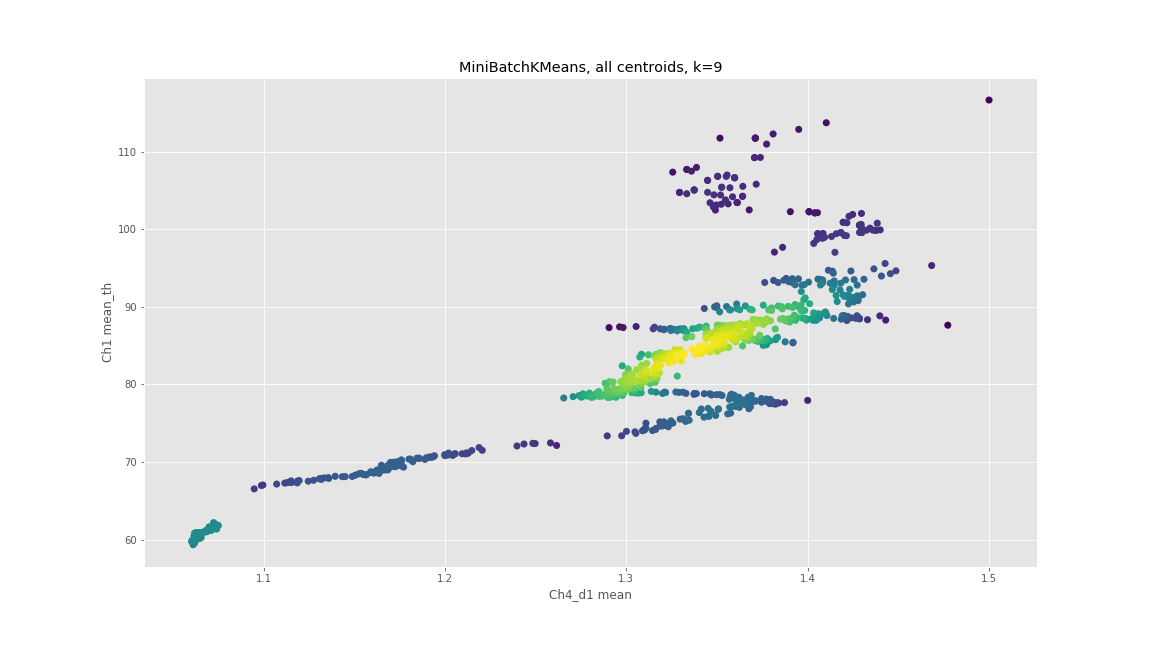 MiniBatchKMeans, all centroids, k=9
Ch1 mean_th
110
100
90
80
70
60
1.1 1.2 1.3 1.4 1.5
Ch4_d1 mean